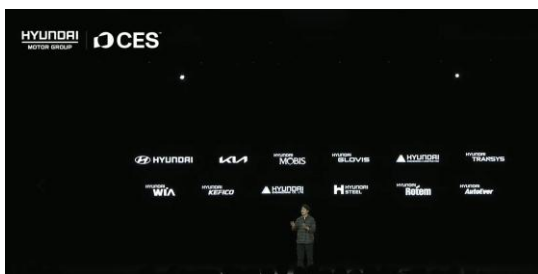 HYUNDAI
MOTOR GROUP
CES
HYUNDAI
KIA
HYUNDAI
MOBIS
HYUNDAI
GLOVIS
HYUNDAI
HYUNDAI
TRANSYS
HYUNDAI
WIA
HYUNDAI
KEFICO
HYUNDAI
HYUNDAI
STEEL
HYUNDAI
Rotem
HYUNDAI
AutoEver